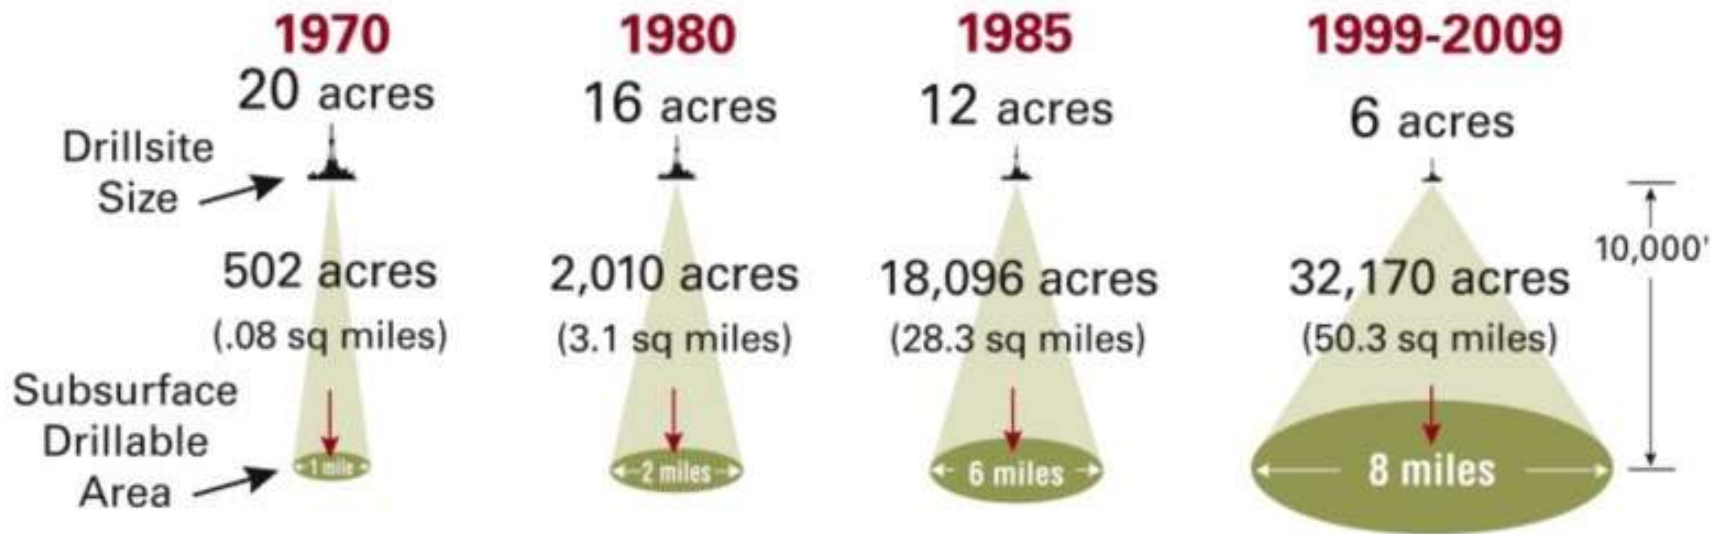 1970
20 acres
1980
16 acres
1985
12 acres
1999-2009
6 acres
Drillsite
Size
10,000'
502 acres
(.08 sq miles)
2,010 acres
(3.1 sq miles)
18,096 acres
(28.3 sq miles)
32,170 acres
(50.3 sq miles)
Subsurface
Drillable
Area
1 mile
2 miles
6 miles
8 miles